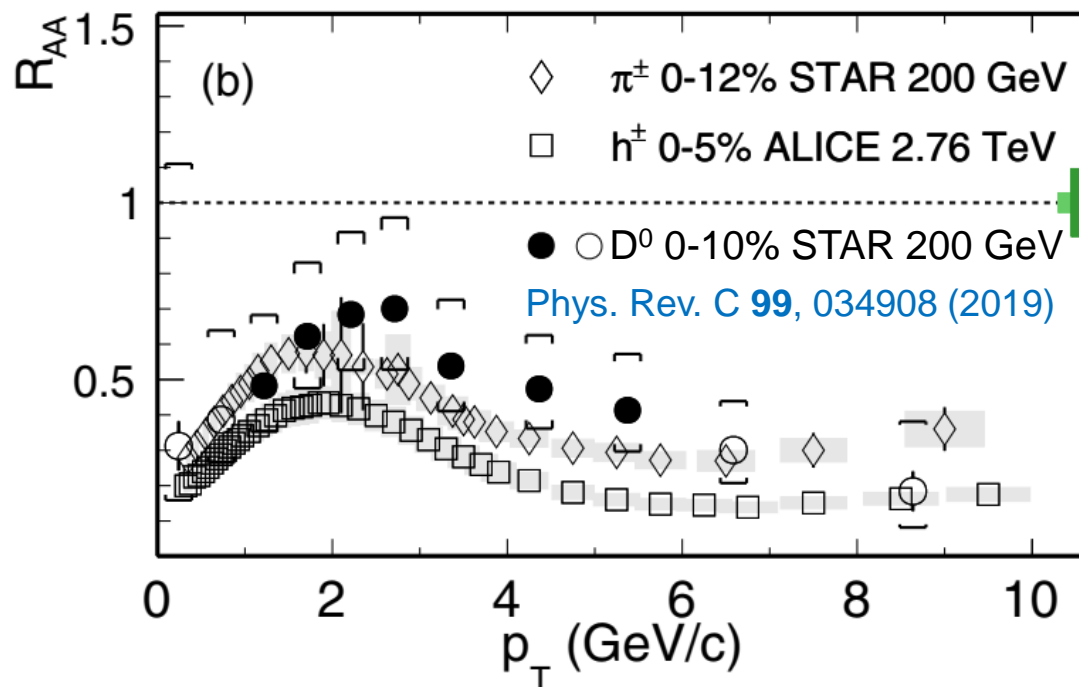 R_AA
1.5
1
0.5
(b)
π± 0-12% STAR 200 GeV
h± 0-5% ALICE 2.76 TeV
D⁰ 0-10% STAR 200 GeV
Phys. Rev. C 99, 034908 (2019)
0 2 4 6 8 10
p_T (GeV/c)